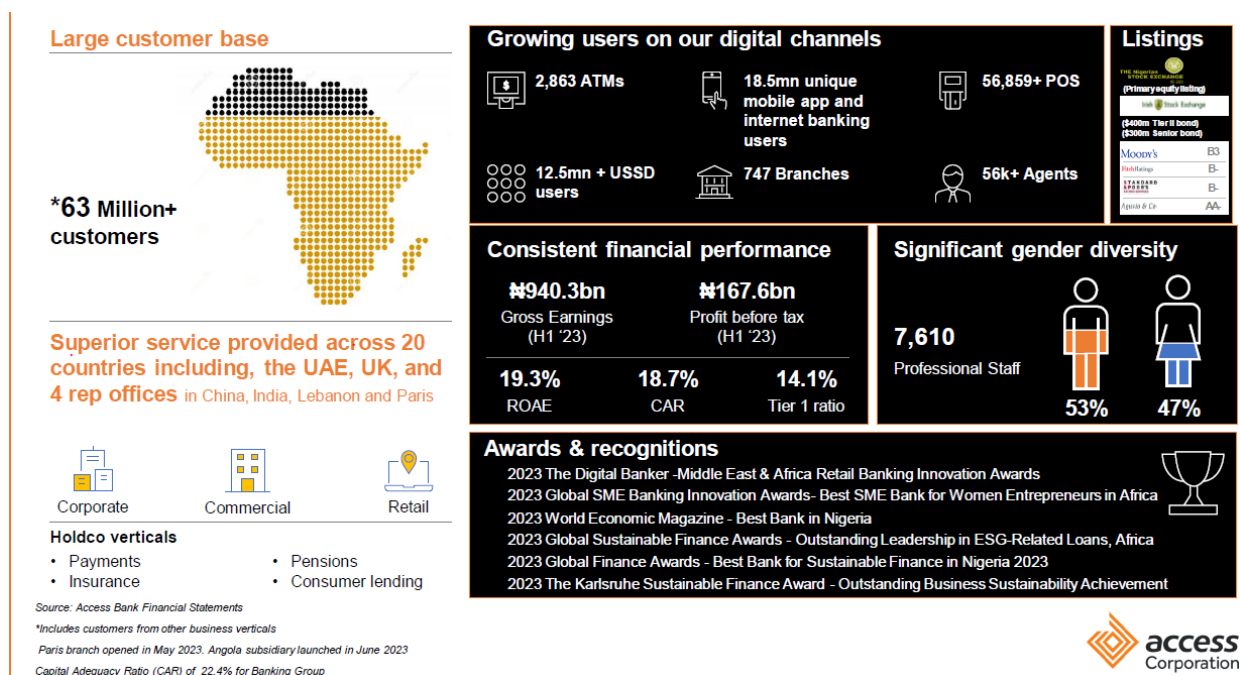 Large customer base
*63 Million+
customers
Superior service provided across 20
countries including, the UAE, UK, and
4 rep offices in China, India, Lebanon and Paris
Corporate
Commercial
Retail
Holdco verticals
• Payments
• Insurance
• Pensions
• Consumer lending
Source: Access Bank Financial Statements
*Includes customers from other business verticals
Paris branch opened in May 2023. Angola subsidiary launched in June 2023
Capital Adequacy Ratio (CAR) of 22.4% for Banking Group
Growing users on our digital channels
$
2,863 ATMs
18.5mn unique
mobile app and
internet banking
users
56,859+ POS
12.5mn + USSD
users
747 Branches
56k+ Agents
Listings
THE Nigerian
STOCK EXCHANGE
(Primary equity listing)
Irish Stock Exchange
($400m Tier II bond)
($300m Senior bond)
MOODY'S B3
FitchRatings B-
STANDARD
&POOR'S B-
Agusto & Co AA-
Consistent financial performance
₦940.3bn
Gross Earnings
(H1 ‘23)
₦167.6bn
Profit before tax
(H1 ‘23)
19.3%
ROAE
18.7%
CAR
14.1%
Tier 1 ratio
Significant gender diversity
7,610
Professional Staff
53%
47%
Awards & recognitions
2023 The Digital Banker -Middle East & Africa Retail Banking Innovation Awards
2023 Global SME Banking Innovation Awards- Best SME Bank for Women Entrepreneurs in Africa
2023 World Economic Magazine - Best Bank in Nigeria
2023 Global Sustainable Finance Awards - Outstanding Leadership in ESG-Related Loans, Africa
2023 Global Finance Awards - Best Bank for Sustainable Finance in Nigeria 2023
2023 The Karlsruhe Sustainable Finance Award - Outstanding Business Sustainability Achievement
access
Corporation